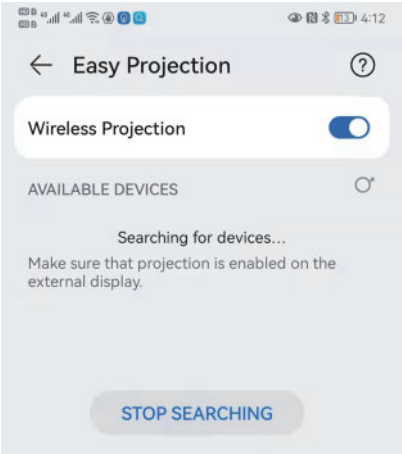 4:12
Easy Projection
Wireless Projection
AVAILABLE DEVICES
Searching for devices...
Make sure that projection is enabled on the
external display.
STOP SEARCHING